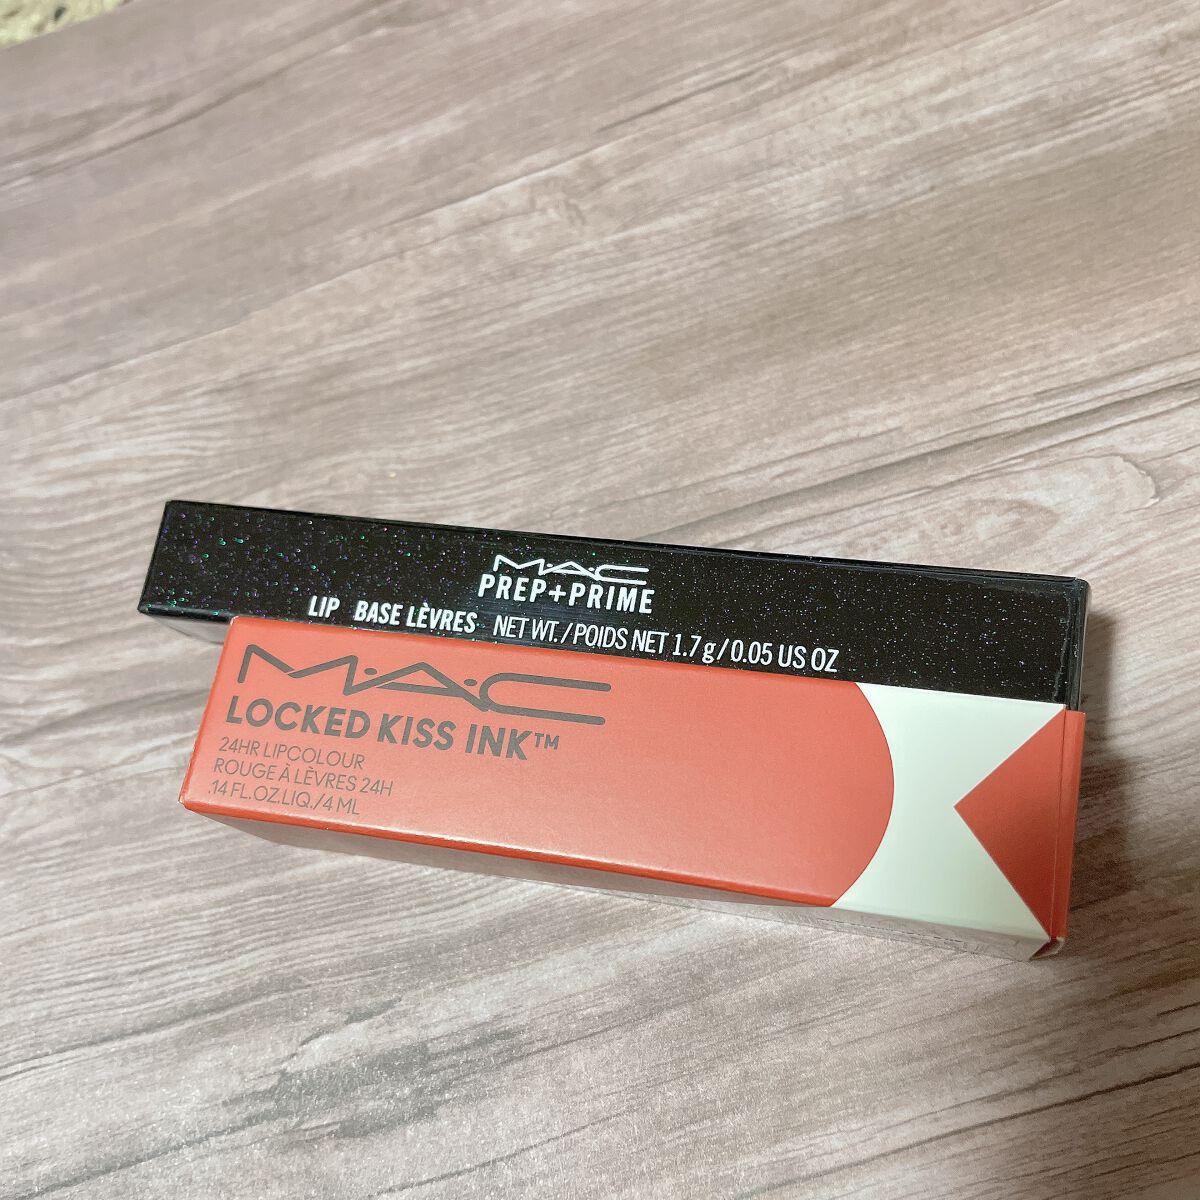 M·A·C
PREP+PRIME
LIP BASE LÈVRES NET WT. / POIDS NET 1.7 g / 0.05 US OZ
M·A·C
LOCKED KISS INK™
24HR LIPCOLOUR
ROUGE À LÈVRES 24H
.14 FL.OZ.LIQ./4 ML